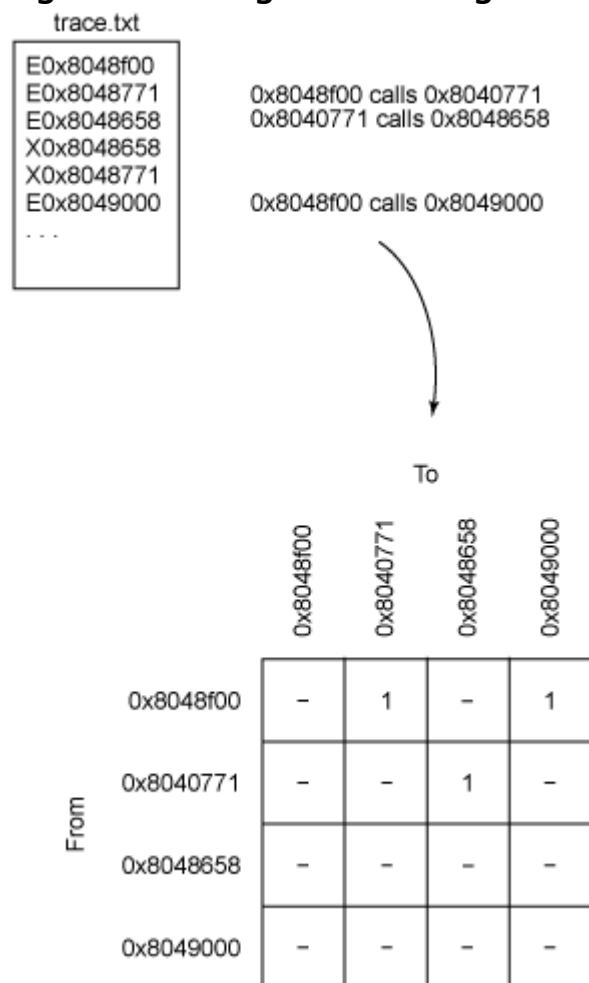 trace.txt
E0x8048f00
E0x8048771
E0x8048658
X0x8048658
X0x8048771
E0x8049000
. . .
0x8048f00 calls 0x8040771
0x8040771 calls 0x8048658
0x8048f00 calls 0x8049000
To
0x8048f00 0x8040771 0x8048658 0x8049000
From
0x8048f00 – 1 – 1
0x8040771 – – 1 –
0x8048658 – – – –
0x8049000 – – – –